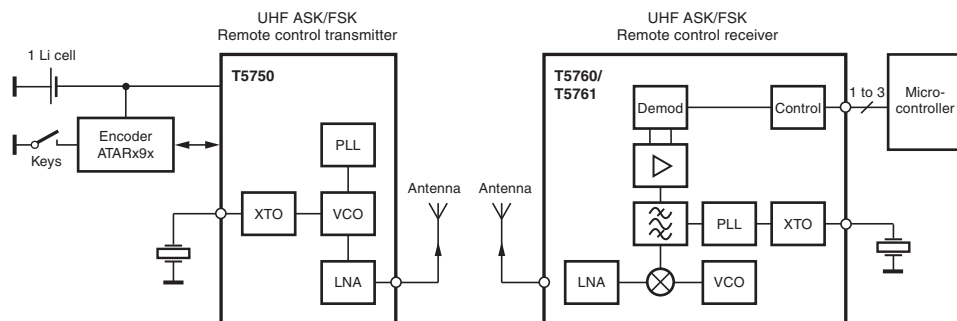 UHF ASK/FSK
Remote control transmitter
UHF ASK/FSK
Remote control receiver
1 Li cell
T5750
T5760/
T5761
Demod
Control
1 to 3
Micro-
controller
Encoder
ATARx9x
Keys
PLL
Antenna
Antenna
XTO
VCO
PLL
XTO
LNA
LNA
VCO